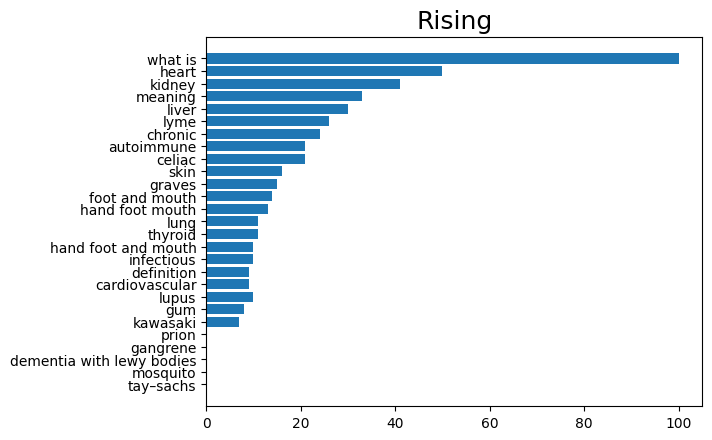 Rising
what is
heart
kidney
meaning
liver
lyme
chronic
autoimmune
celiac
skin
graves
foot and mouth
hand foot mouth
lung
thyroid
hand foot and mouth
infectious
definition
cardiovascular
lupus
gum
kawasaki
prion
gangrene
dementia with lewy bodies
mosquito
tay–sachs
0 20 40 60 80 100